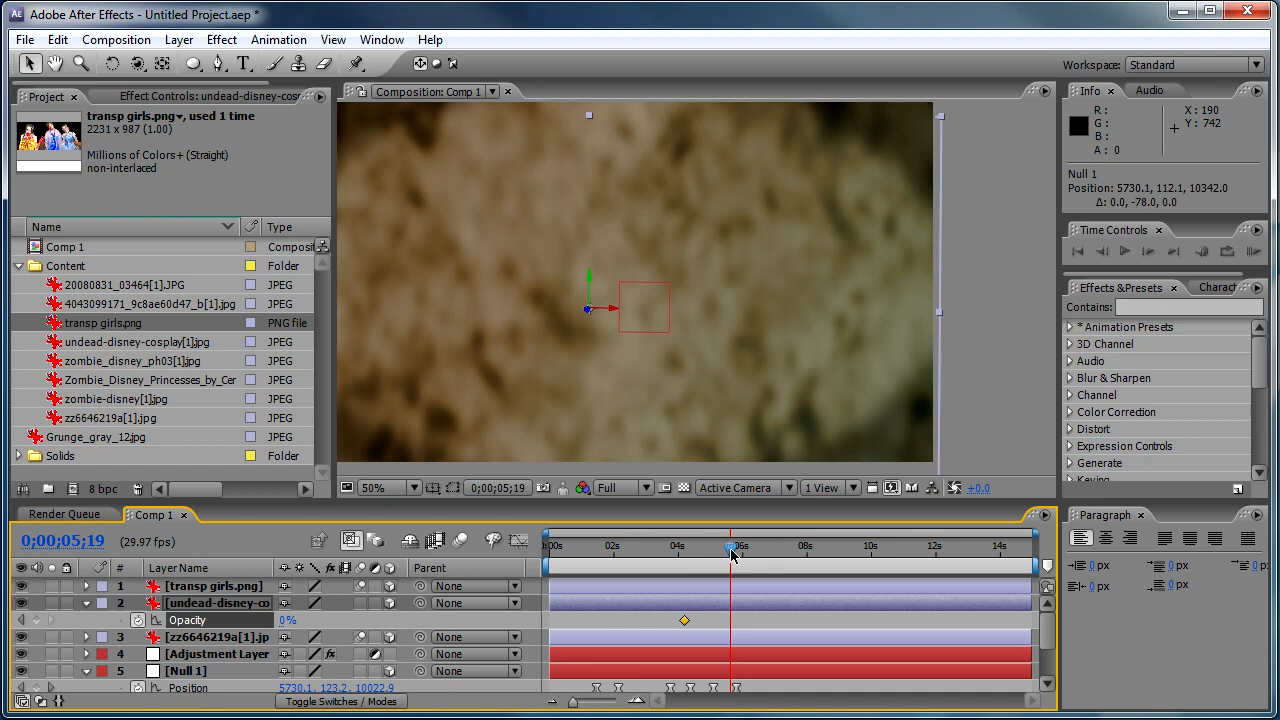 Adobe After Effects - Untitled Project.aep *
File Edit Composition Layer Effect Animation View Window Help
Workspace: Standard
Project × Effect Controls: undead-disney-cos
transp girls.png, used 1 time
2231 x 987 (1.00)
Millions of Colors+ (Straight)
non-interlaced
Name Type
Comp 1 Composit
Content Folder
20080831_03464[1].JPG JPEG
4043099171_9c8ae60d47_b[1].jpg JPEG
transp girls.png PNG file
undead-disney-cosplay[1].jpg JPEG
zombie_disney_ph03[1].jpg JPEG
Zombie_Disney_Princesses_by_Cer JPEG
zombie-disney[1].jpg JPEG
zz6646219a[1].jpg JPEG
Grunge_gray_12.jpg JPEG
Solids Folder
8 bpc
Composition: Comp 1 ×
50% 0;00;05;19 Full Active Camera 1 View +0.0
Info × Audio
R : X : 190
G : Y : 742
B :
A : 0
Null 1
Position: 5730.1, 112.1, 10342.0
Δ: 0.0, -78.0, 0.0
Time Controls ×
Effects & Presets × Charact
Contains:
* Animation Presets
3D Channel
Audio
Blur & Sharpen
Channel
Color Correction
Distort
Expression Controls
Generate
Keying
Render Queue Comp 1 ×
0;00;05;19 (29.97 fps)
:00s 02s 04s 06s 08s 10s 12s 14s
# Layer Name Parent
1 [transp girls.png] None
2 [undead-disney-co None
Opacity 0%
3 [zz6646219a[1].jp None
4 [Adjustment Layer None
5 [Null 1] None
Position 5730.1, 123.2, 10022.9
Toggle Switches / Modes
Paragraph ×
0 px 0 px 0 px
0 px 0 px